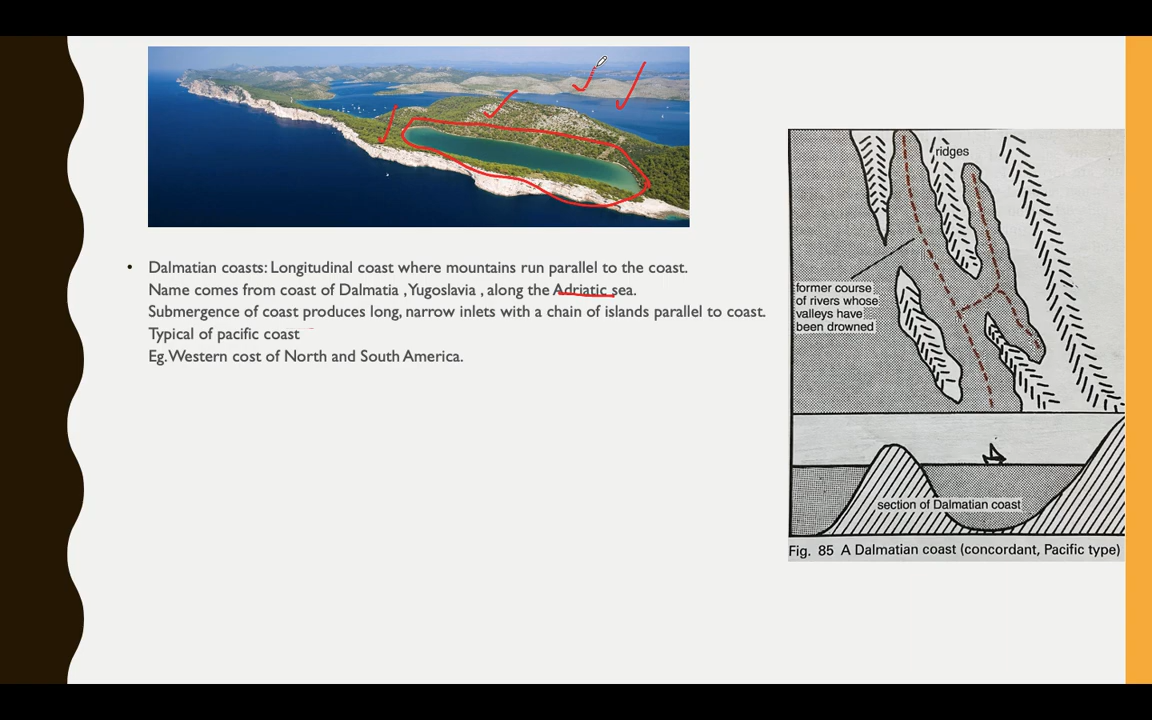 • Dalmatian coasts: Longitudinal coast where mountains run parallel to the coast.
Name comes from coast of Dalmatia ,Yugoslavia , along the Adriatic sea.
Submergence of coast produces long, narrow inlets with a chain of islands parallel to coast.
Typical of pacific coast
Eg.Western cost of North and South America.
ridges
former course
of rivers whose
valleys have
been drowned
section of Dalmatian coast
Fig. 85 A Dalmatian coast (concordant, Pacific type)